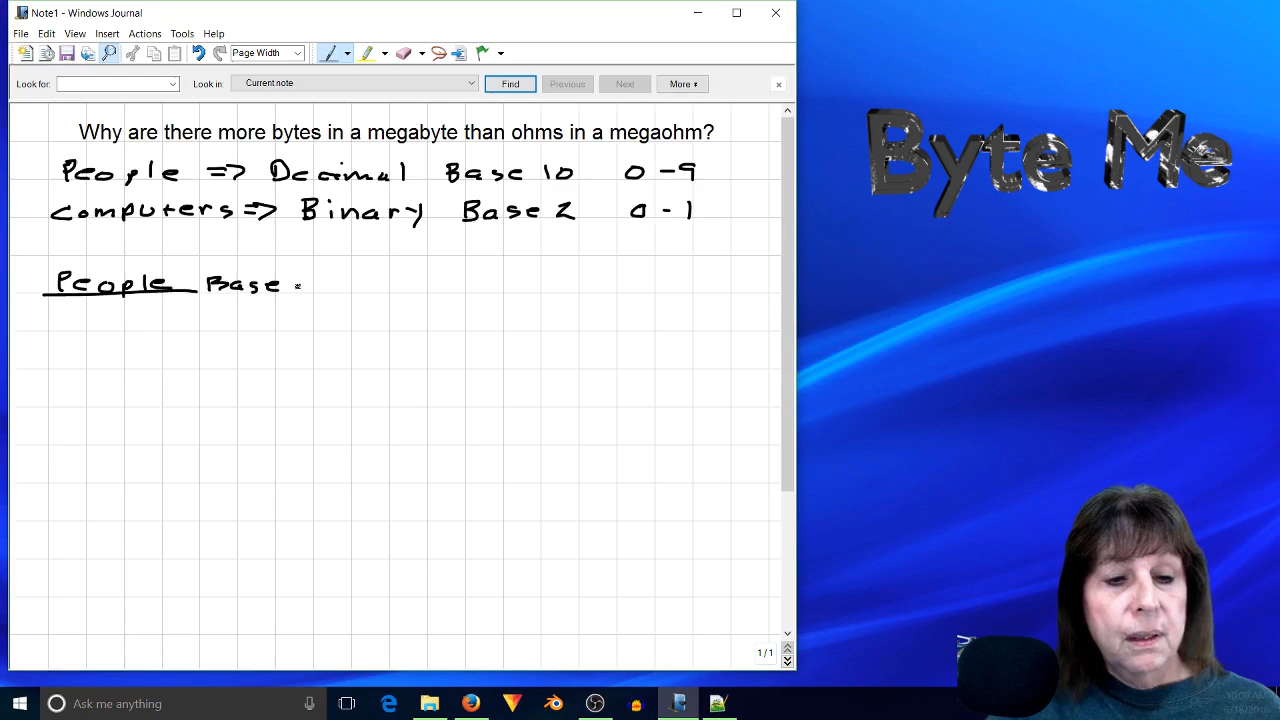 Note1 - Windows Journal
File Edit View Insert Actions Tools Help
Page Width
Look for: Look in: Current note Find Previous Next More
Why are there more bytes in a megabyte than ohms in a megaohm?
People => Decimal Base 10 0-9
Computers => Binary Base 2 0-1
People Base
1/1
Byte Me
Ask me anything